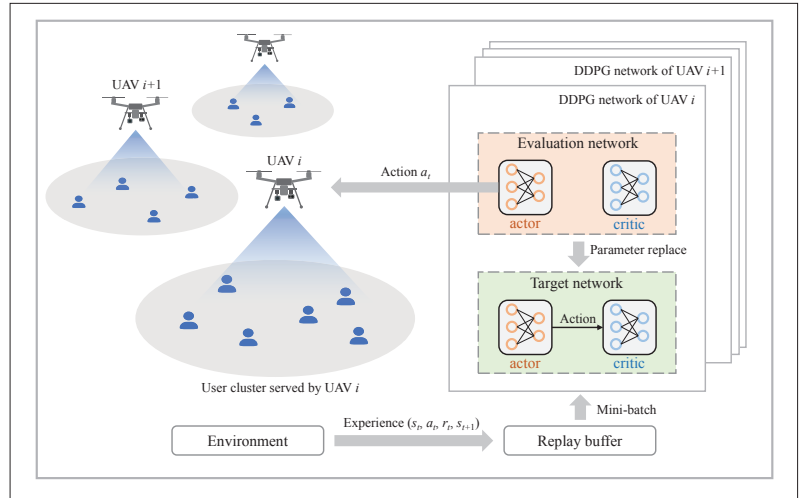 UAV i+1
UAV i
User cluster served by UAV i
Action aₜ
DDPG network of UAV i+1
DDPG network of UAV i
Evaluation network
actor
critic
Parameter replace
Target network
Action
actor
critic
Mini-batch
Environment
Experience (sₜ, aₜ, rₜ, sₜ₊₁)
Replay buffer